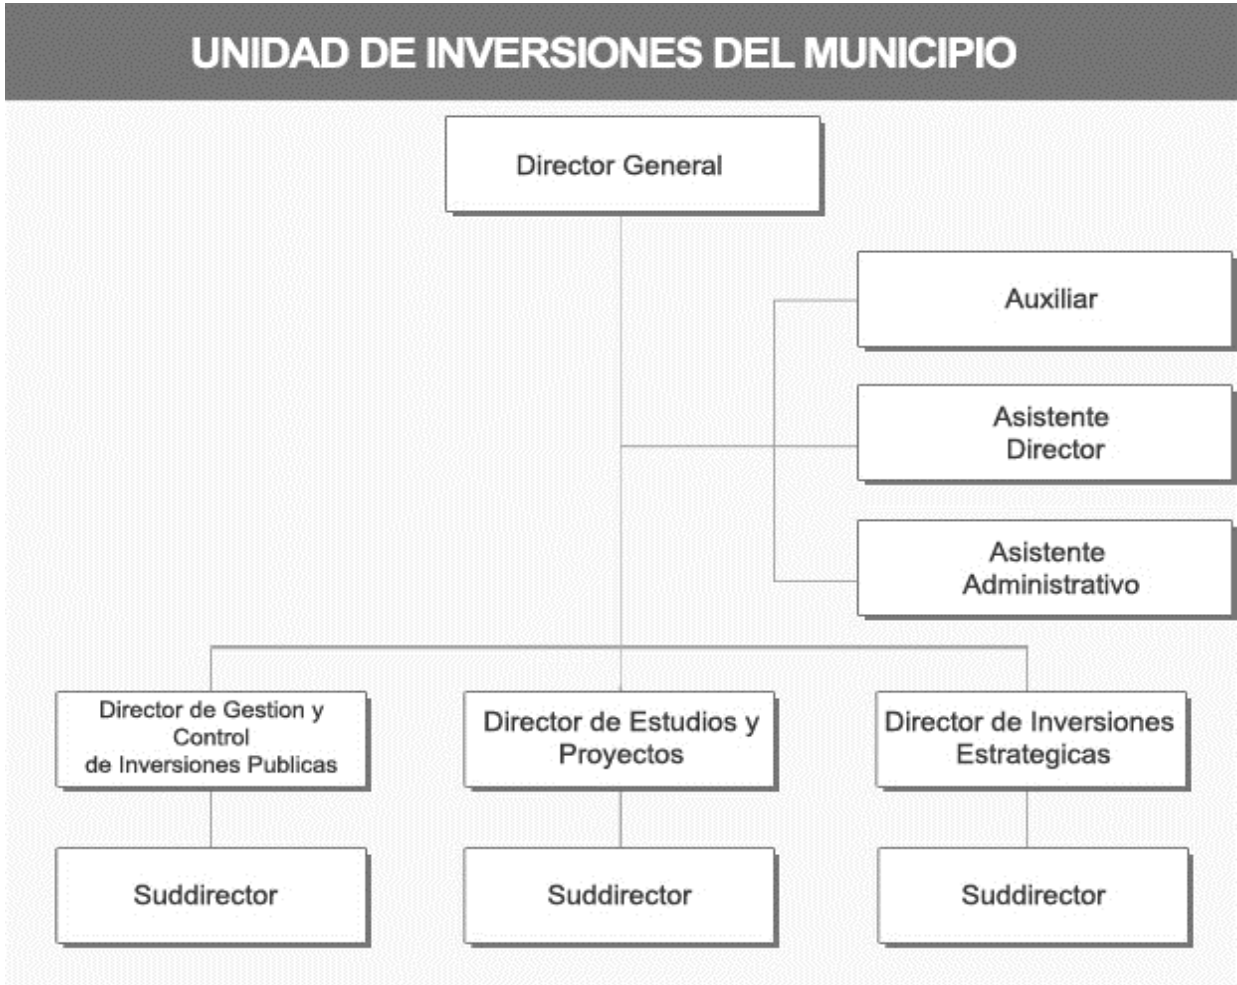 UNIDAD DE INVERSIONES DEL MUNICIPIO
Director General
Auxiliar
Asistente
Director
Asistente
Administrativo
Director de Gestion y
Control
de Inversiones Publicas
Director de Estudios y
Proyectos
Director de Inversiones
Estrategicas
Suddirector
Suddirector
Suddirector